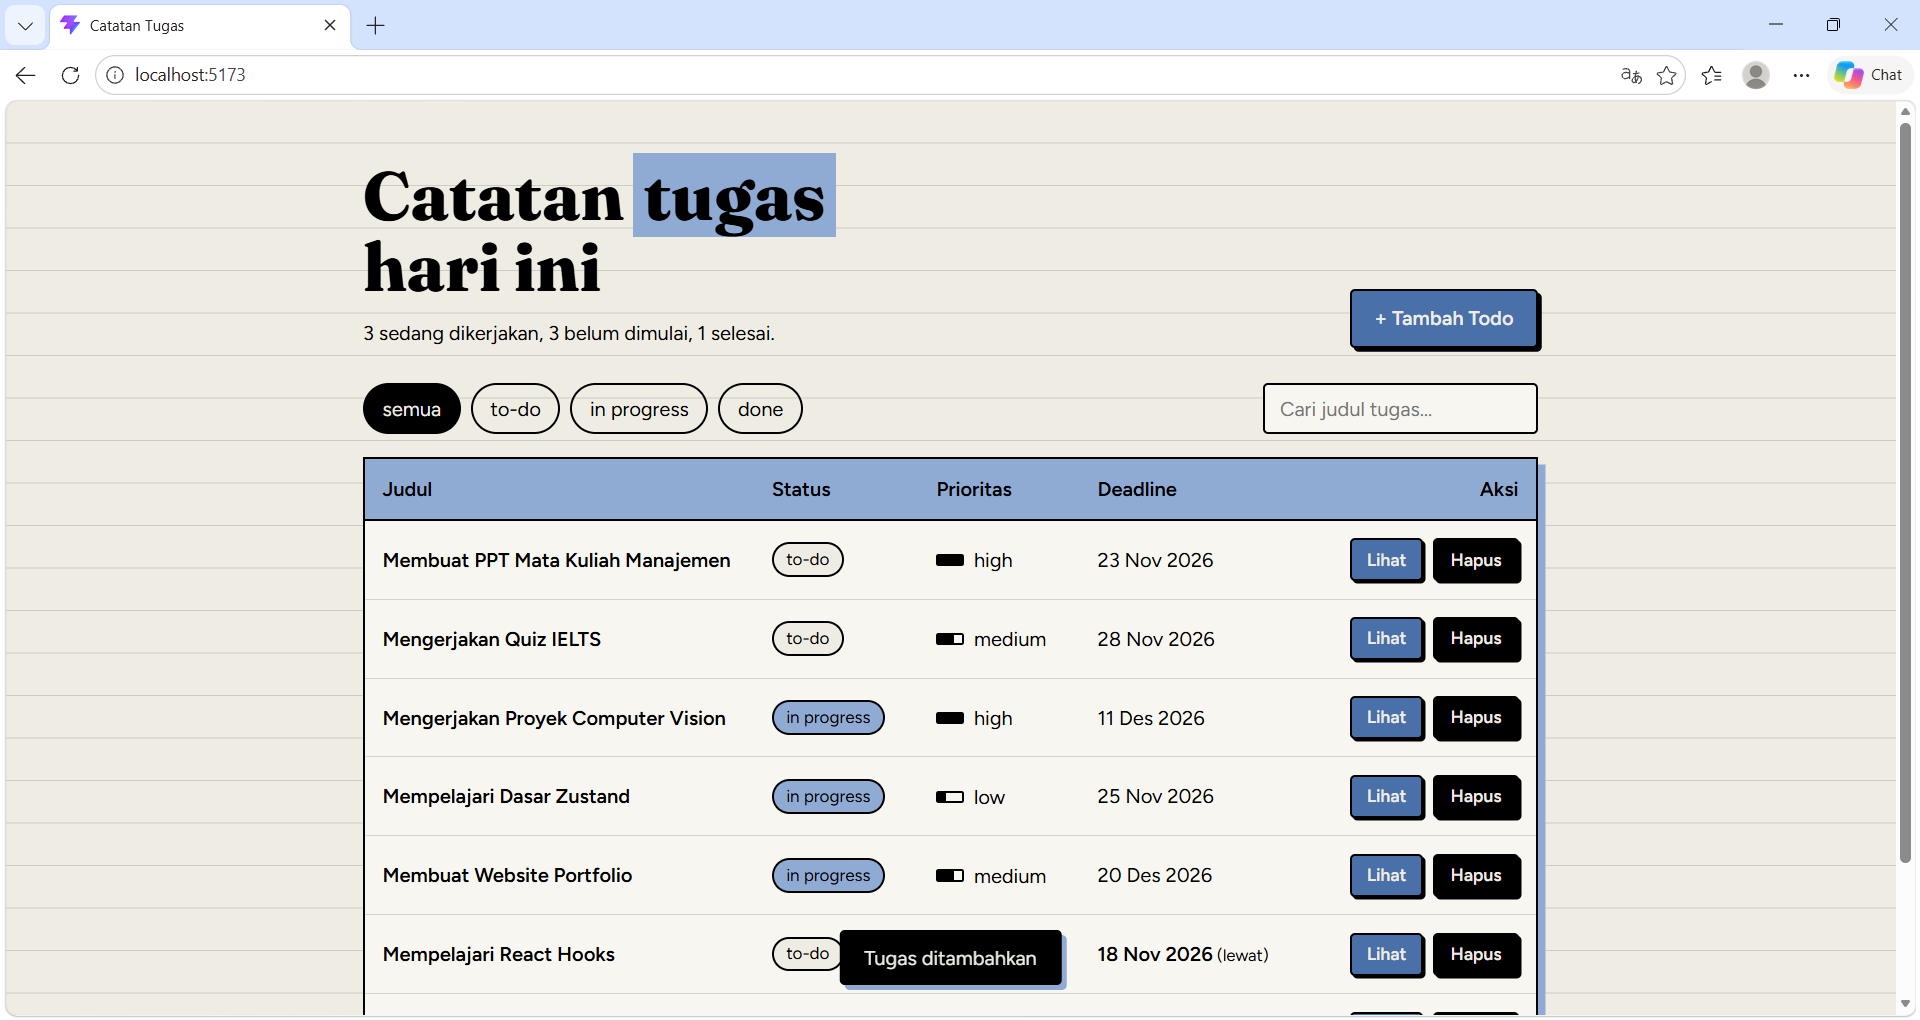 Catatan Tugas
localhost:5173
Chat
Catatan tugas
hari ini
3 sedang dikerjakan, 3 belum dimulai, 1 selesai.
+ Tambah Todo
semua to-do in progress done
Cari judul tugas...
Judul Status Prioritas Deadline Aksi
Membuat PPT Mata Kuliah Manajemen to-do high 23 Nov 2026 Lihat Hapus
Mengerjakan Quiz IELTS to-do medium 28 Nov 2026 Lihat Hapus
Mengerjakan Proyek Computer Vision in progress high 11 Des 2026 Lihat Hapus
Mempelajari Dasar Zustand in progress low 25 Nov 2026 Lihat Hapus
Membuat Website Portfolio in progress medium 20 Des 2026 Lihat Hapus
Mempelajari React Hooks to-do 18 Nov 2026 (lewat) Lihat Hapus
Tugas ditambahkan